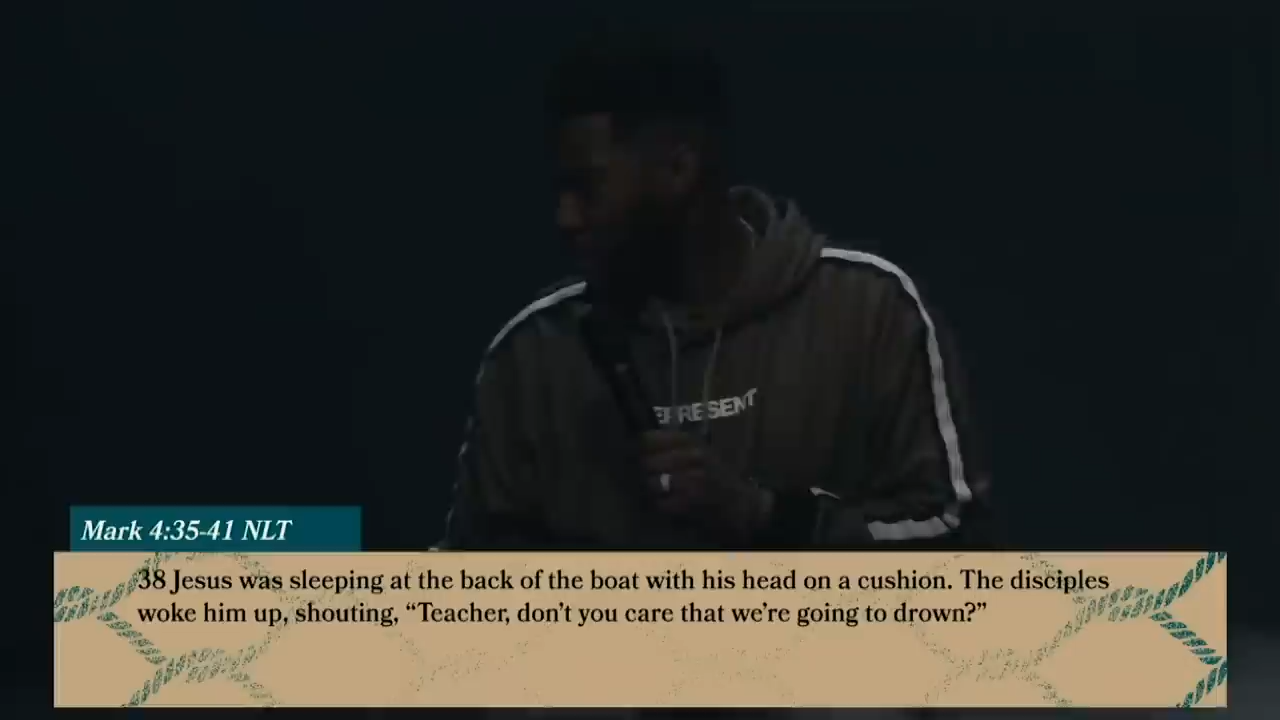 EPRESENT
Mark 4:35-41 NLT
38 Jesus was sleeping at the back of the boat with his head on a cushion. The disciples
woke him up, shouting, “Teacher, don’t you care that we’re going to drown?”